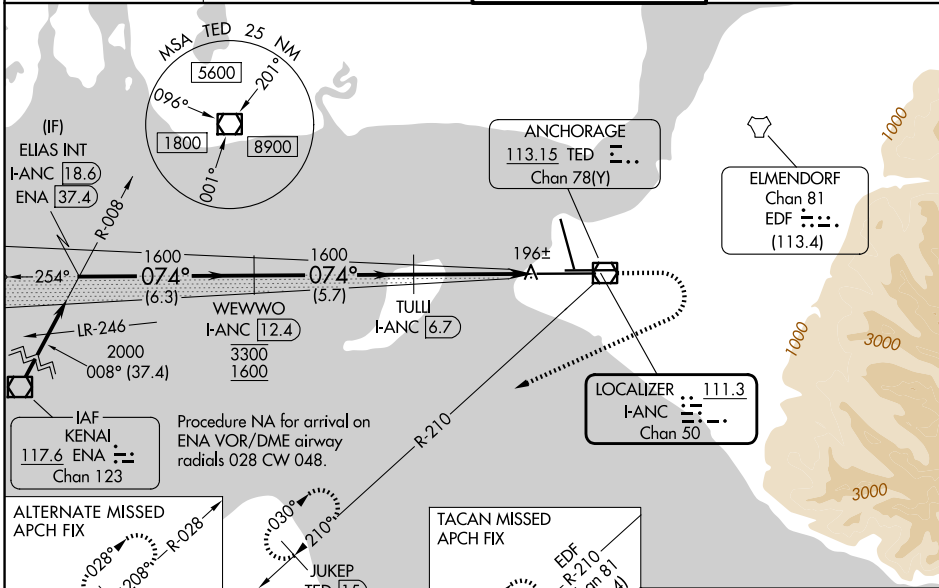 MSA TED 25 NM
5600
201°
096°
1800
8900
001°
(IF)
ELIAS INT
I-ANC 18.6
ENA 37.4
R-008
ANCHORAGE
113.15 TED
Chan 78(Y)
ELMENDORF
Chan 81
EDF
(113.4)
1000
254°
1600
074°
(6.3)
1600
074°
(5.7)
196±
WEWWO
I-ANC 12.4
3300
1600
TULLI
I-ANC 6.7
LR-246
2000
008° (37.4)
1000
3000
IAF
KENAI
117.6 ENA
Chan 123
Procedure NA for arrival on
ENA VOR/DME airway
radials 028 CW 048.
R-210
LOCALIZER 111.3
I-ANC
Chan 50
3000
ALTERNATE MISSED
APCH FIX
028°
208°
R-028
030°
210°
JUKEP
TED 15
TACAN MISSED
APCH FIX
EDF
R-210